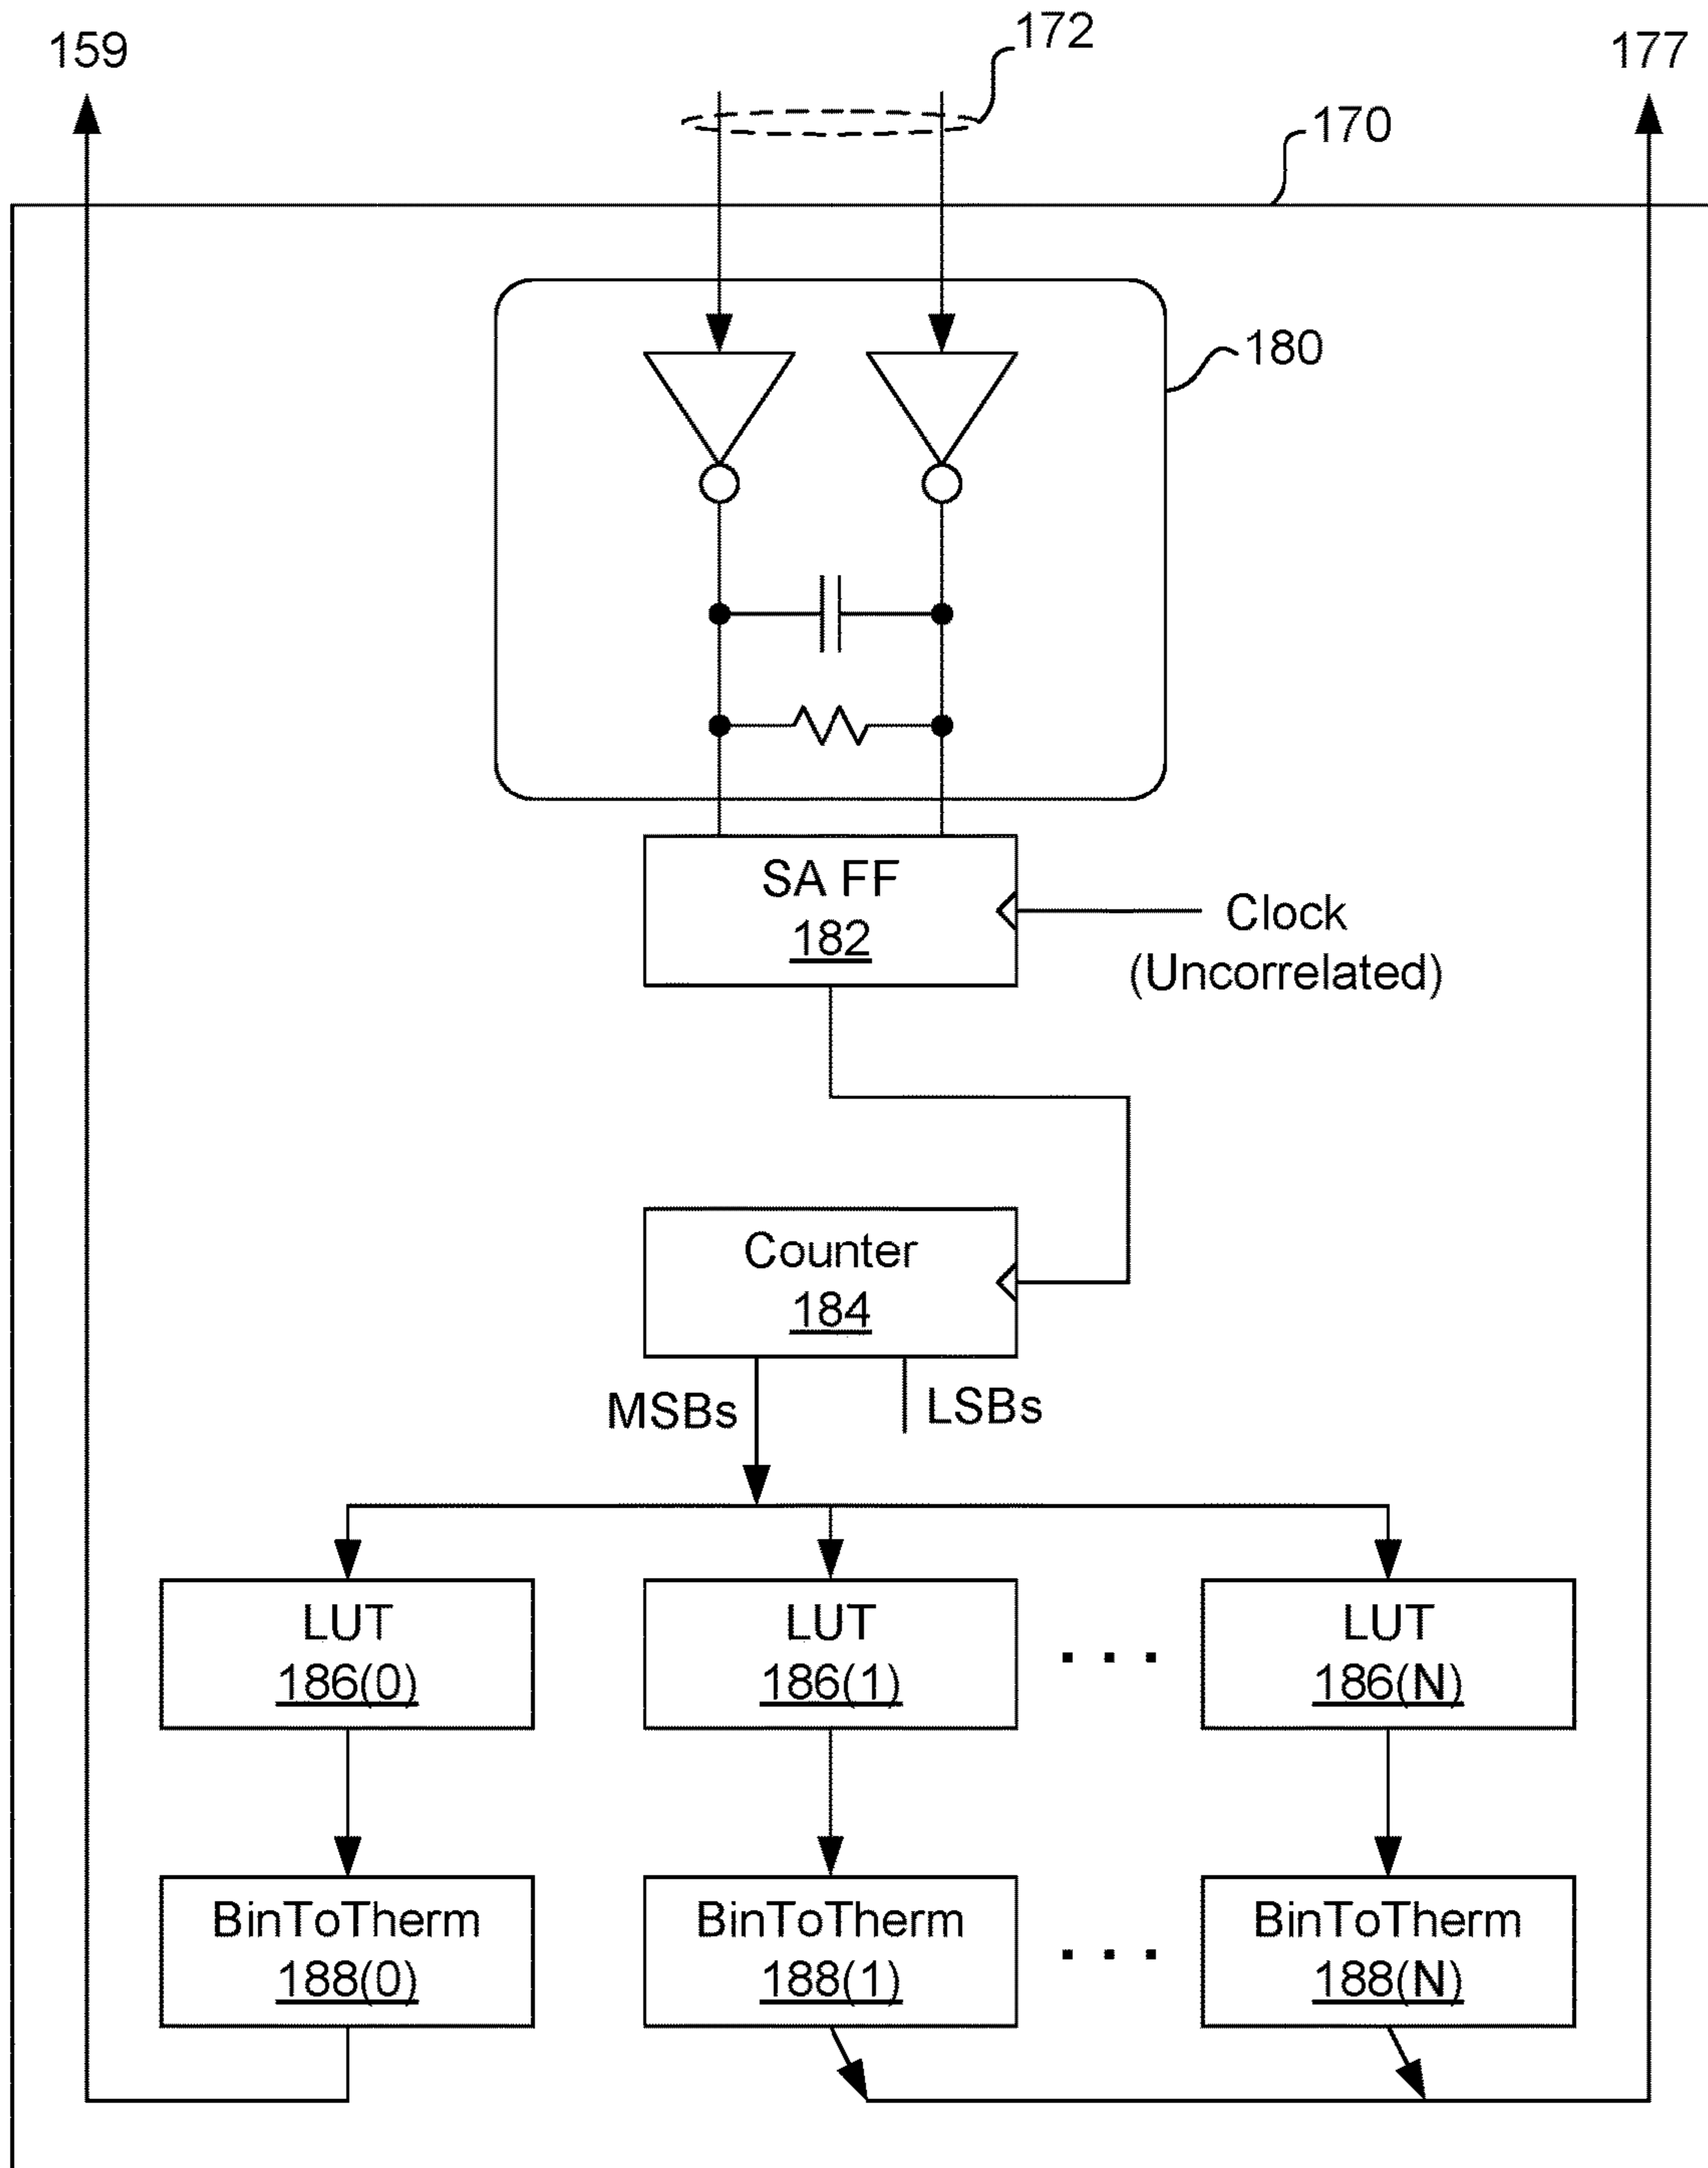 159
172
177
170
180
SA FF
182
Clock
(Uncorrelated)
Counter
184
MSBs
LSBs
LUT
186(0)
LUT
186(1)
. . .
LUT
186(N)
BinToTherm
188(0)
BinToTherm
188(1)
. . .
BinToTherm
188(N)